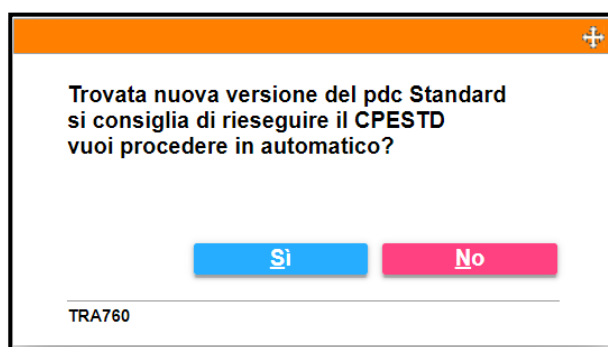 Trovata nuova versione del pdc Standard
si consiglia di rieseguire il CPESTD
vuoi procedere in automatico?
Sì
No
TRA760